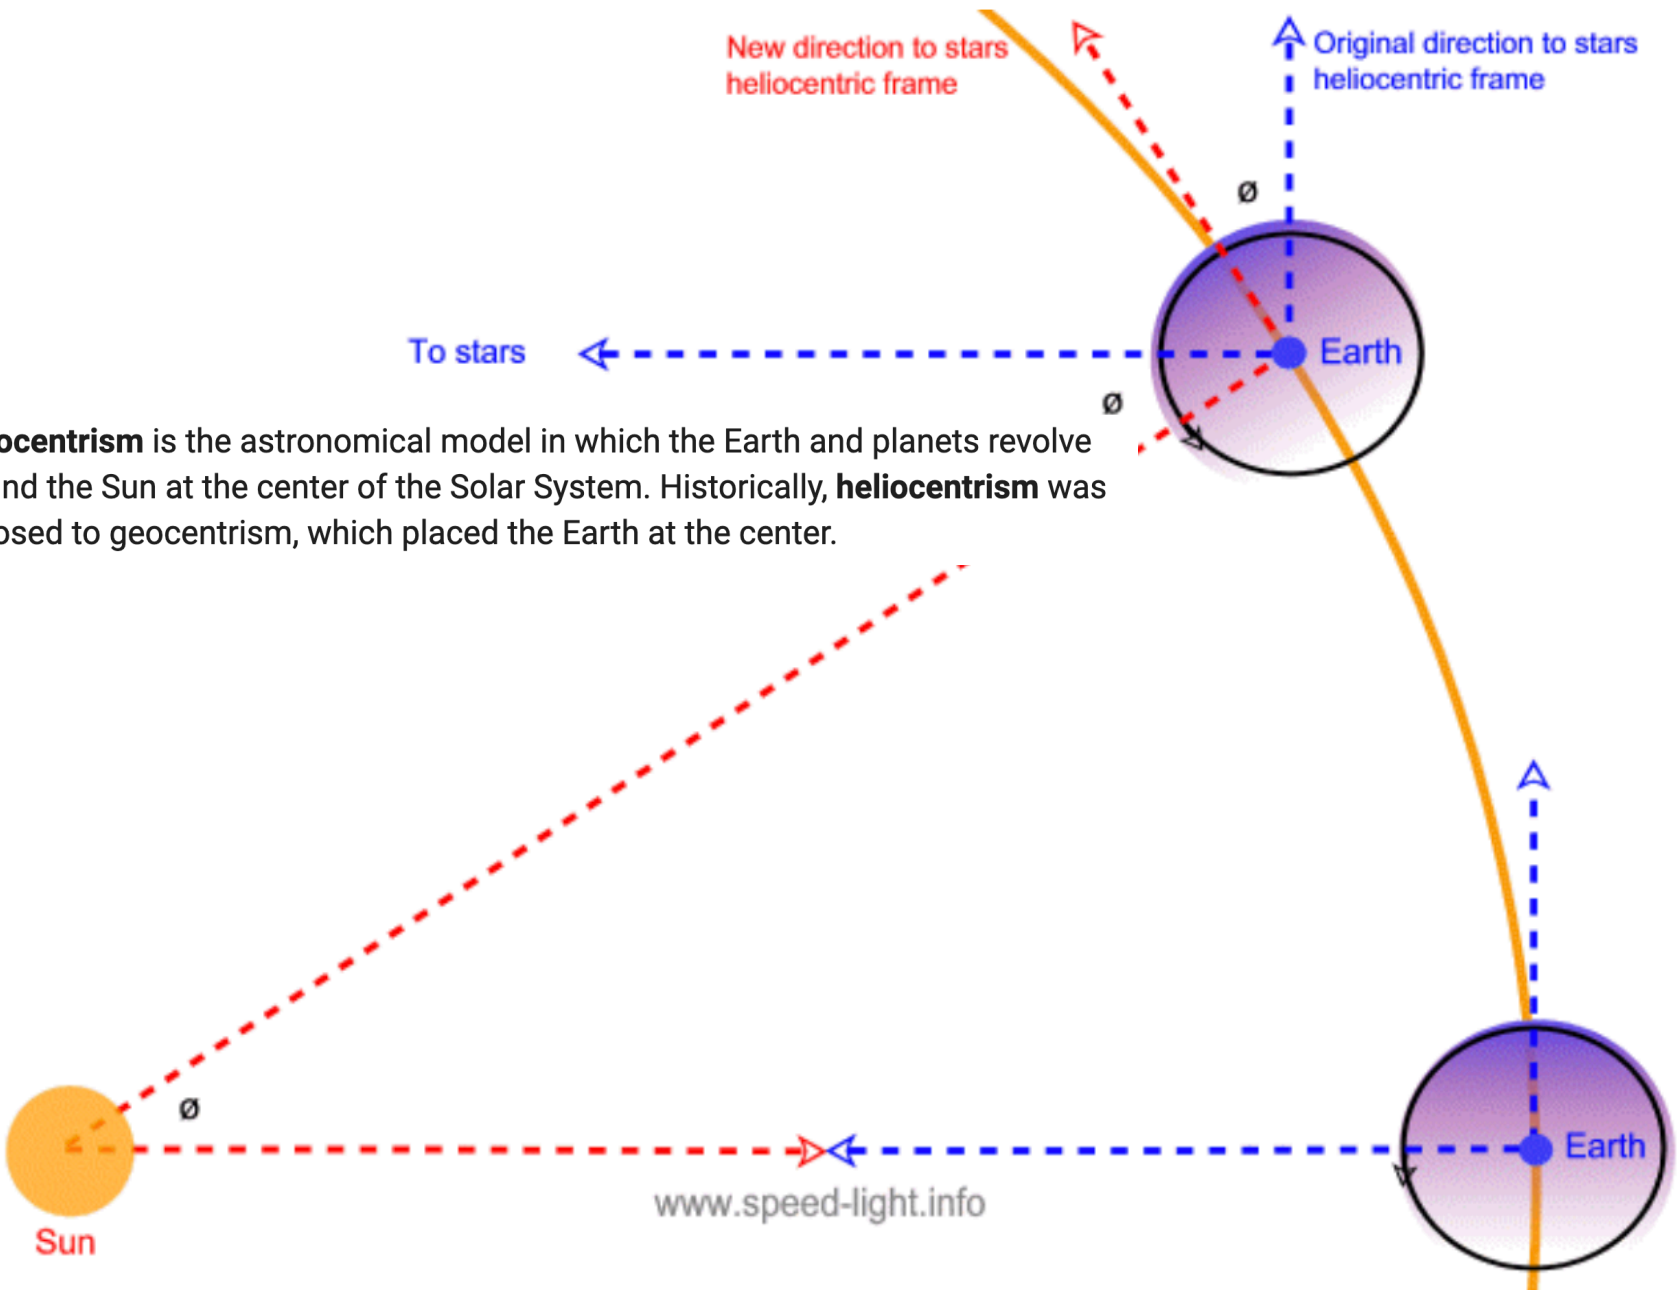 New direction to stars
heliocentric frame
Original direction to stars
heliocentric frame
ø
To stars
Earth
ø
ocentrism is the astronomical model in which the Earth and planets revolve
nd the Sun at the center of the Solar System. Historically, heliocentrism was
osed to geocentrism, which placed the Earth at the center.
ø
Earth
www.speed-light.info
Sun